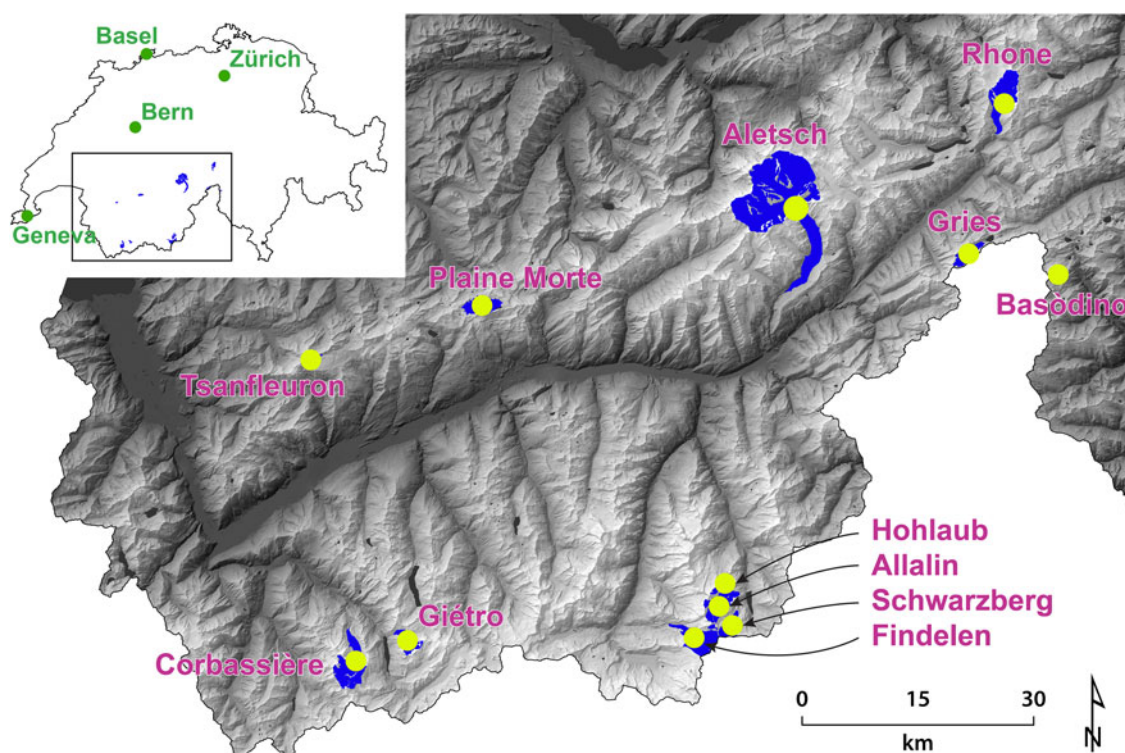 Basel
Zürich
Bern
Geneva
Rhone
Aletsch
Gries
Plaine Morte
Basòdino
Tsanfleuron
Hohlaub
Allalin
Schwarzberg
Findelen
Giétro
Corbassière
0 15 30
km
N